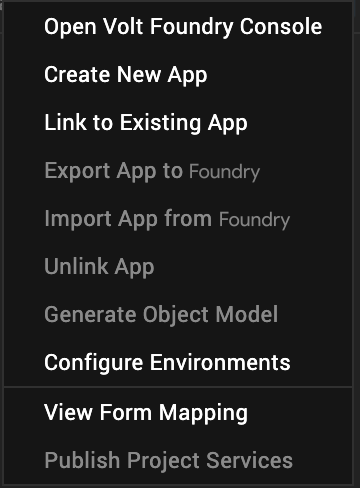 Open Volt Foundry Console
Create New App
Link to Existing App
Export App to Foundry
Import App from Foundry
Unlink App
Generate Object Model
Configure Environments
View Form Mapping
Publish Project Services